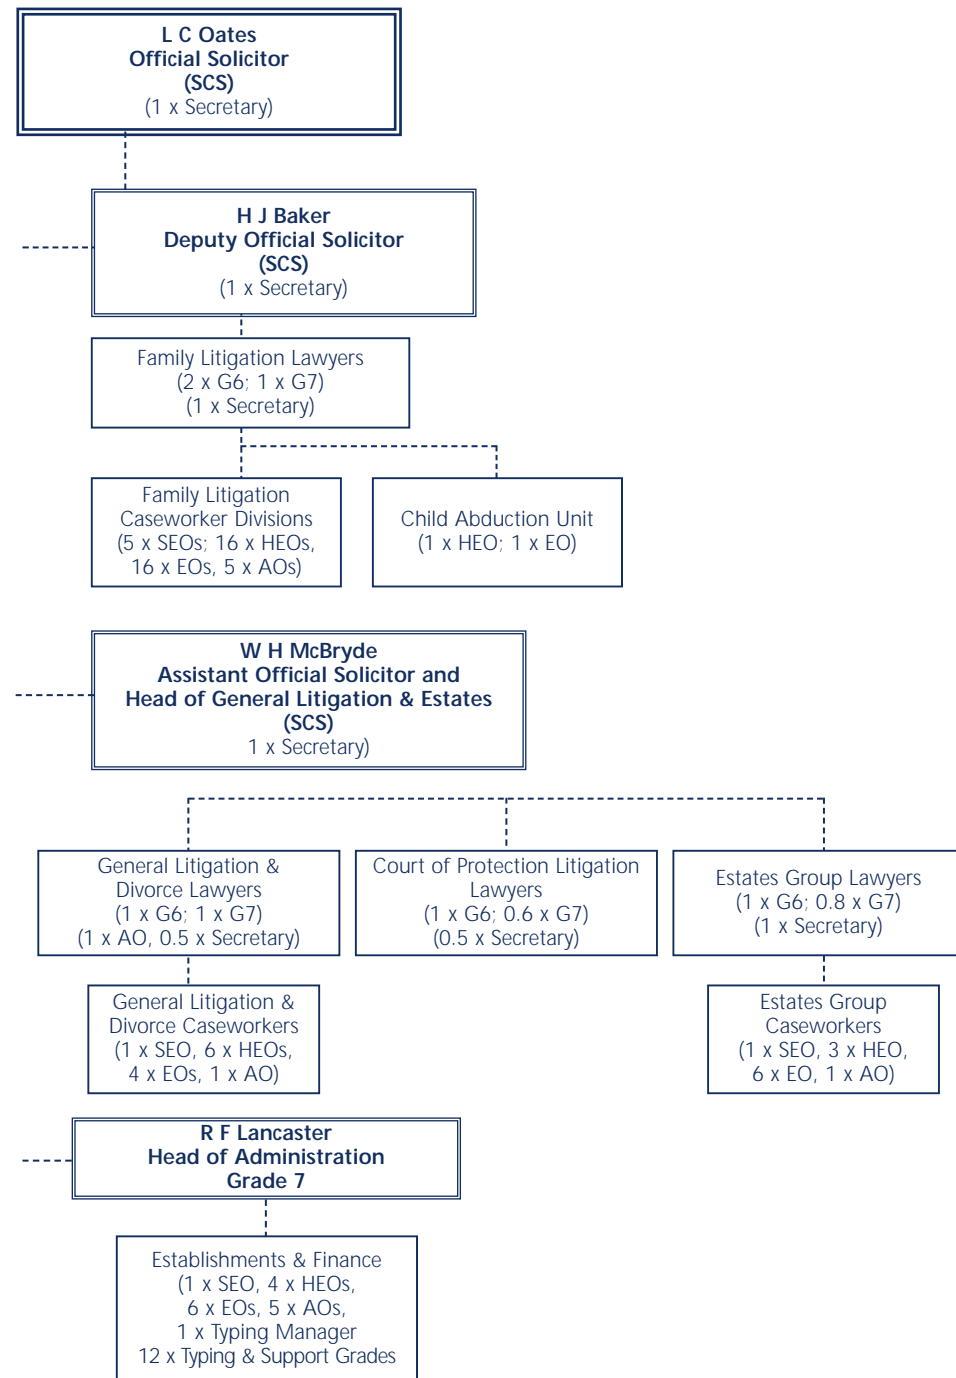 L C Oates
Official Solicitor
(SCS)
(1 x Secretary)
H J Baker
Deputy Official Solicitor
(SCS)
(1 x Secretary)
Family Litigation Lawyers
(2 x G6; 1 x G7)
(1 x Secretary)
Family Litigation
Caseworker Divisions
(5 x SEOs; 16 x HEOs,
16 x EOs, 5 x AOs)
Child Abduction Unit
(1 x HEO; 1 x EO)
W H McBryde
Assistant Official Solicitor and
Head of General Litigation & Estates
(SCS)
1 x Secretary)
General Litigation &
Divorce Lawyers
(1 x G6; 1 x G7)
(1 x AO, 0.5 x Secretary)
Court of Protection Litigation
Lawyers
(1 x G6; 0.6 x G7)
(0.5 x Secretary)
Estates Group Lawyers
(1 x G6; 0.8 x G7)
(1 x Secretary)
General Litigation &
Divorce Caseworkers
(1 x SEO, 6 x HEOs,
4 x EOs, 1 x AO)
Estates Group
Caseworkers
(1 x SEO, 3 x HEO,
6 x EO, 1 x AO)
R F Lancaster
Head of Administration
Grade 7
Establishments & Finance
(1 x SEO, 4 x HEOs,
6 x EOs, 5 x AOs,
1 x Typing Manager
12 x Typing & Support Grades